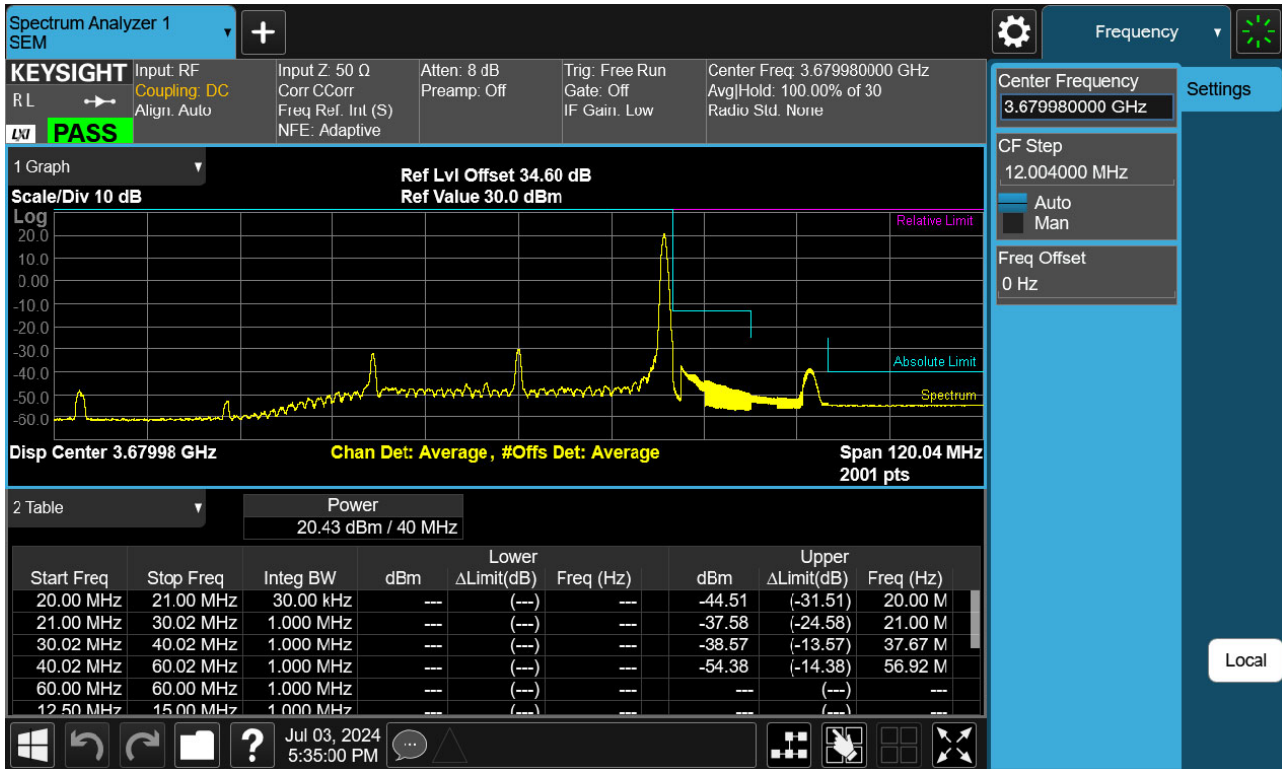 Spectrum Analyzer 1
SEM
Frequency
KEYSIGHT
R L
LXI
PASS
Input: RF
Coupling: DC
Align: Auto
Input Z: 50 Ω
Corr CCorr
Freq Ref: Int (S)
NFE: Adaptive
Atten: 8 dB
Preamp: Off
Trig: Free Run
Gate: Off
IF Gain: Low
Center Freq: 3.679980000 GHz
Avg|Hold: 100.00% of 30
Radio Std: None
Center Frequency
3.679980000 GHz
Settings
CF Step
12.004000 MHz
Auto
Man
Freq Offset
0 Hz
Local
1 Graph
Scale/Div 10 dB
Ref Lvl Offset 34.60 dB
Ref Value 30.0 dBm
Log
20.0
10.0
0.00
-10.0
-20.0
-30.0
-40.0
-50.0
-60.0
Relative Limit
Absolute Limit
Spectrum
Disp Center 3.67998 GHz
Chan Det: Average , #Offs Det: Average
Span 120.04 MHz
2001 pts
2 Table
Power
20.43 dBm / 40 MHz
Lower Upper
Start Freq Stop Freq Integ BW dBm ΔLimit(dB) Freq (Hz) dBm ΔLimit(dB) Freq (Hz)
20.00 MHz 21.00 MHz 30.00 kHz --- (---) --- -44.51 (-31.51) 20.00 M
21.00 MHz 30.02 MHz 1.000 MHz --- (---) --- -37.58 (-24.58) 21.00 M
30.02 MHz 40.02 MHz 1.000 MHz --- (---) --- -38.57 (-13.57) 37.67 M
40.02 MHz 60.02 MHz 1.000 MHz --- (---) --- -54.38 (-14.38) 56.92 M
60.00 MHz 60.00 MHz 1.000 MHz --- (---) --- --- (---) ---
12.50 MHz 15.00 MHz 1.000 MHz --- (---) --- --- (---) ---
?
Jul 03, 2024
5:35:00 PM